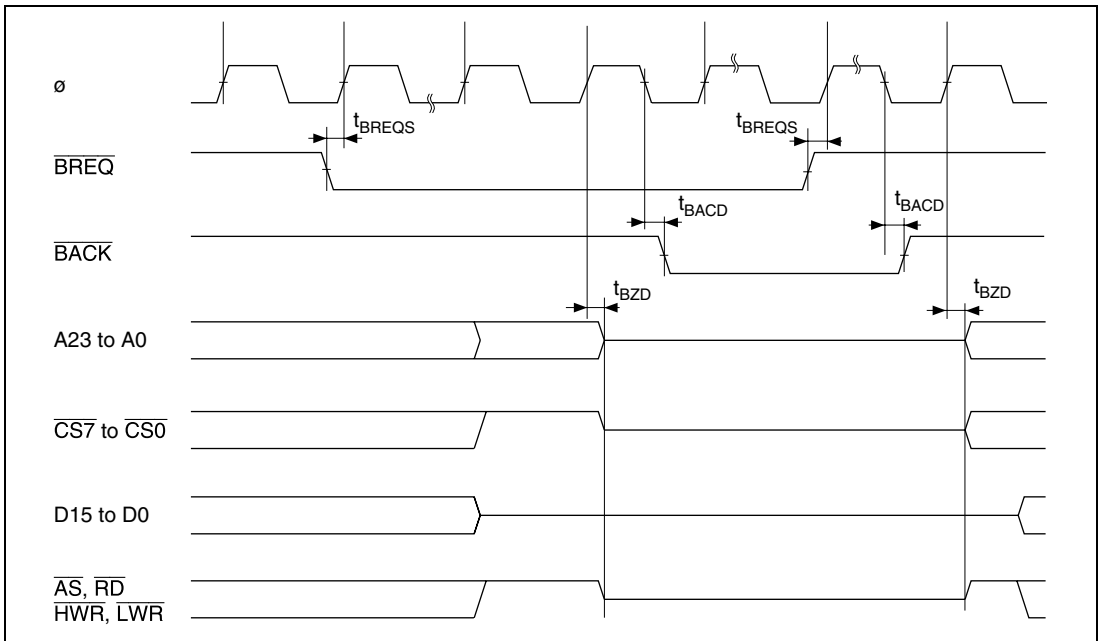 ø
tBREQS tBREQS
BREQ
tBACD tBACD
BACK
tBZD tBZD
A23 to A0
CS7 to CS0
D15 to D0
AS, RD
HWR, LWR